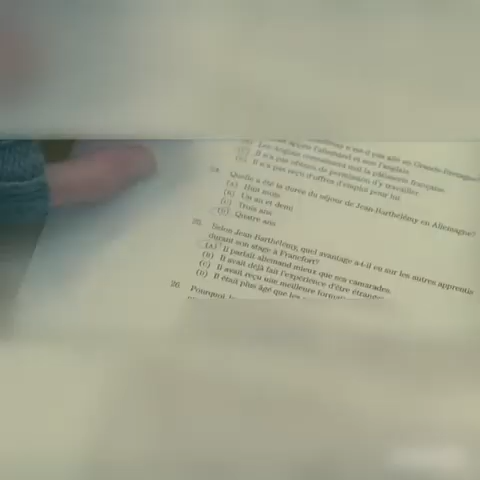 Les Anglais connaissent mal la pâtisserie française.
Il n'a pas obtenu de permission d'y travailler.
Il n'a pas reçu d'offres d'emploi pour lui.
24. Quelle a été la durée du séjour de Jean-Barthélémy en Allemagne?
(A) Huit mois
(B) Un an et demi
(C) Trois ans
(D) Quatre ans
25. Selon Jean-Barthélémy, quel avantage a-t-il eu sur les autres apprentis
durant son stage à Francfort?
(A) Il parlait allemand mieux que ses camarades.
(B) Il avait déjà fait l'expérience d'être étranger
(C) Il avait reçu une meilleure
(D) Il était plus âgé que les
26. Pourquoi